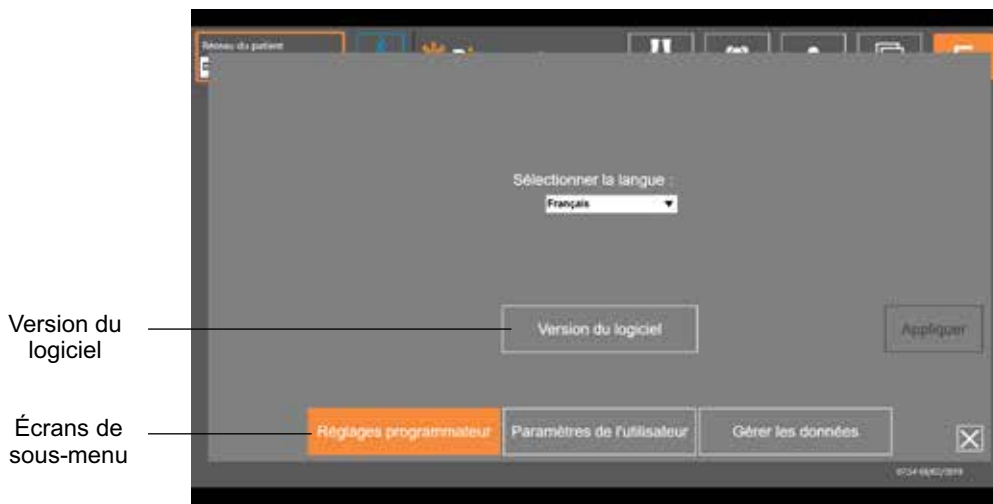 Réseau du patient
Sélectionner la langue :
Français
Version du
logiciel
Version du logiciel
Appliquer
Écrans de
sous-menu
Réglages programmateur
Paramètres de l'utilisateur
Gérer les données